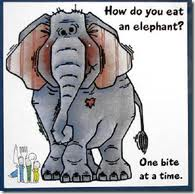 How do you eat
an elephant?
One bite
at a time.